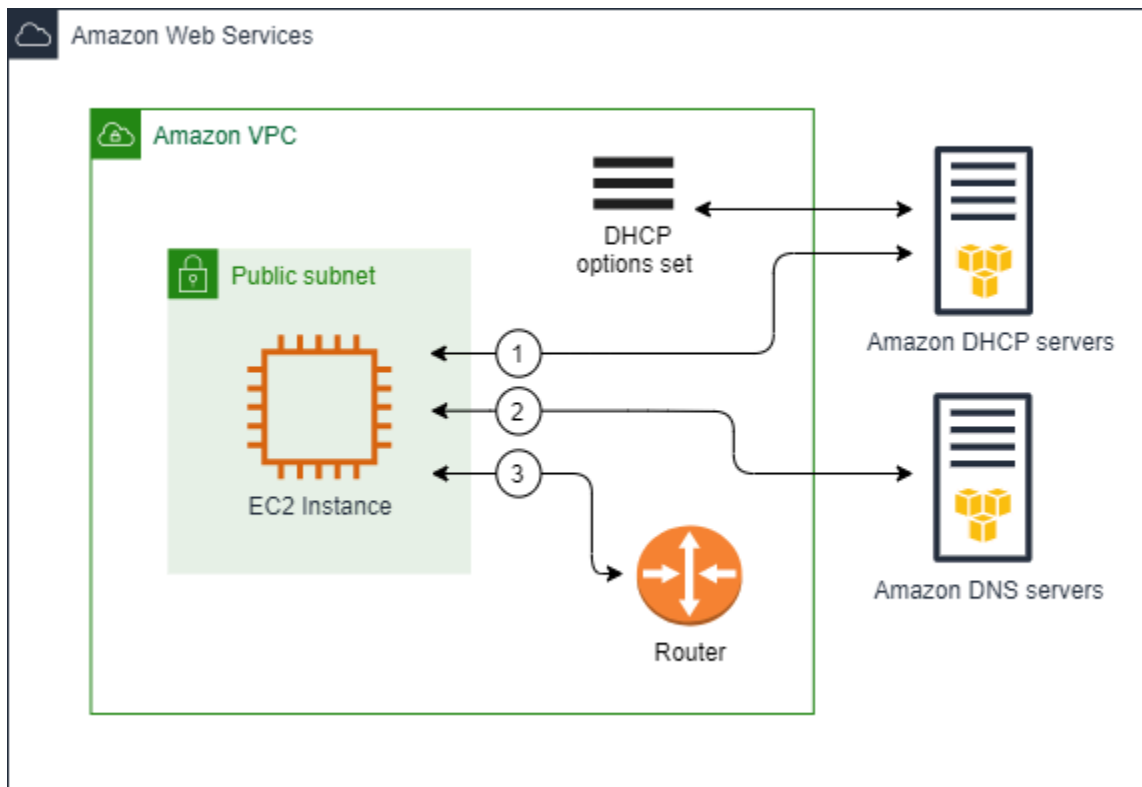 Amazon Web Services
Amazon VPC
DHCP
options set
Public subnet
1
Amazon DHCP servers
2
3
EC2 Instance
Amazon DNS servers
Router